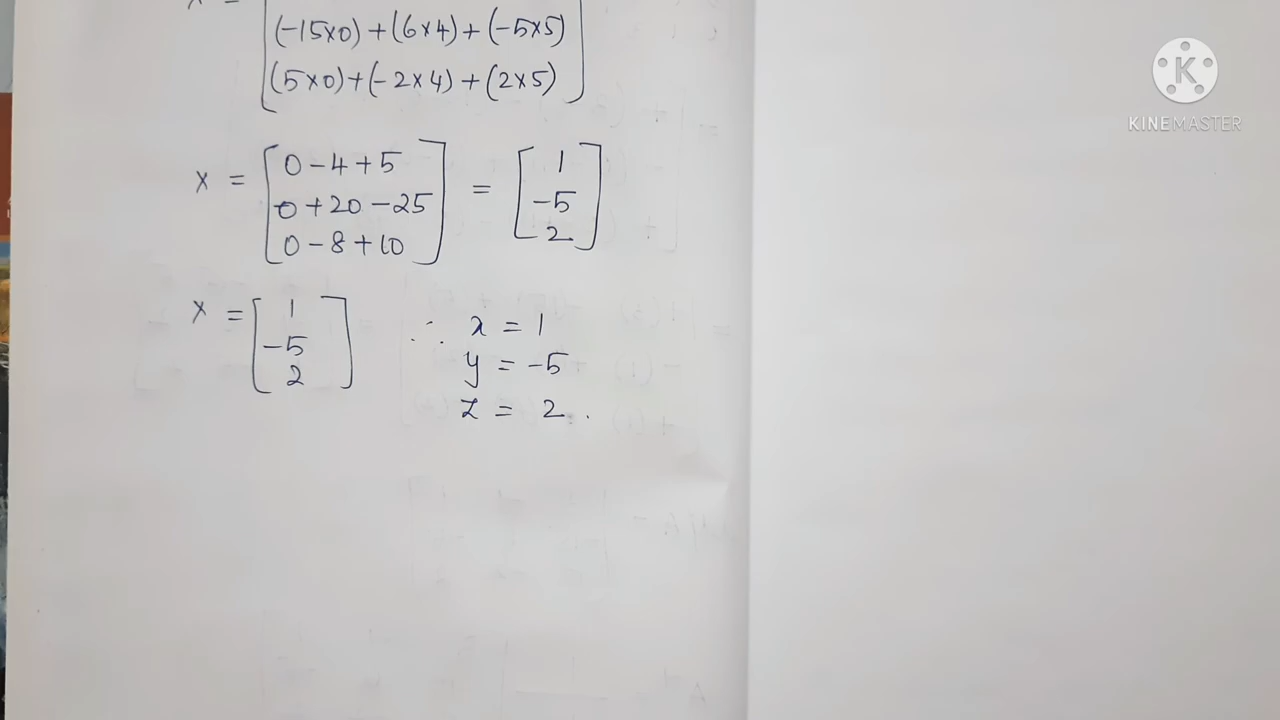 (-15×0) + (6×4) + (-5×5)
(5×0) + (-2×4) + (2×5)
x = [ 0 - 4 + 5 ] = [ 1 ]
0 + 20 - 25   -5
0 - 8 + 10   2
x = [ 1 ] ∴ x = 1
-5   y = -5
2   z = 2.
K
KINEMASTER